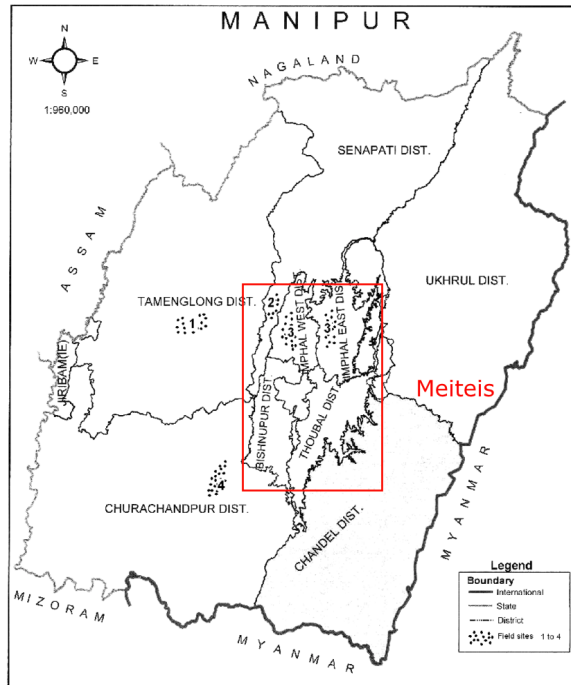 MANIPUR
N
W E
S
1:960,000
NAGALAND
SENAPATI DIST.
ASSAM
UKHRUL DIST.
TAMENGLONG DIST.
1
2
3
3
IMPHAL WEST DIST
IMPHAL EAST DIST
JIRIBAM(IE)
Meiteis
BISHNUPUR DIST
THOUBAL DIST.
4
CHURACHANDPUR DIST.
CHANDEL DIST.
MYANMAR
MIZORAM
MYANMAR
Legend
Boundary
International
State
District
Field sites 1 to 4